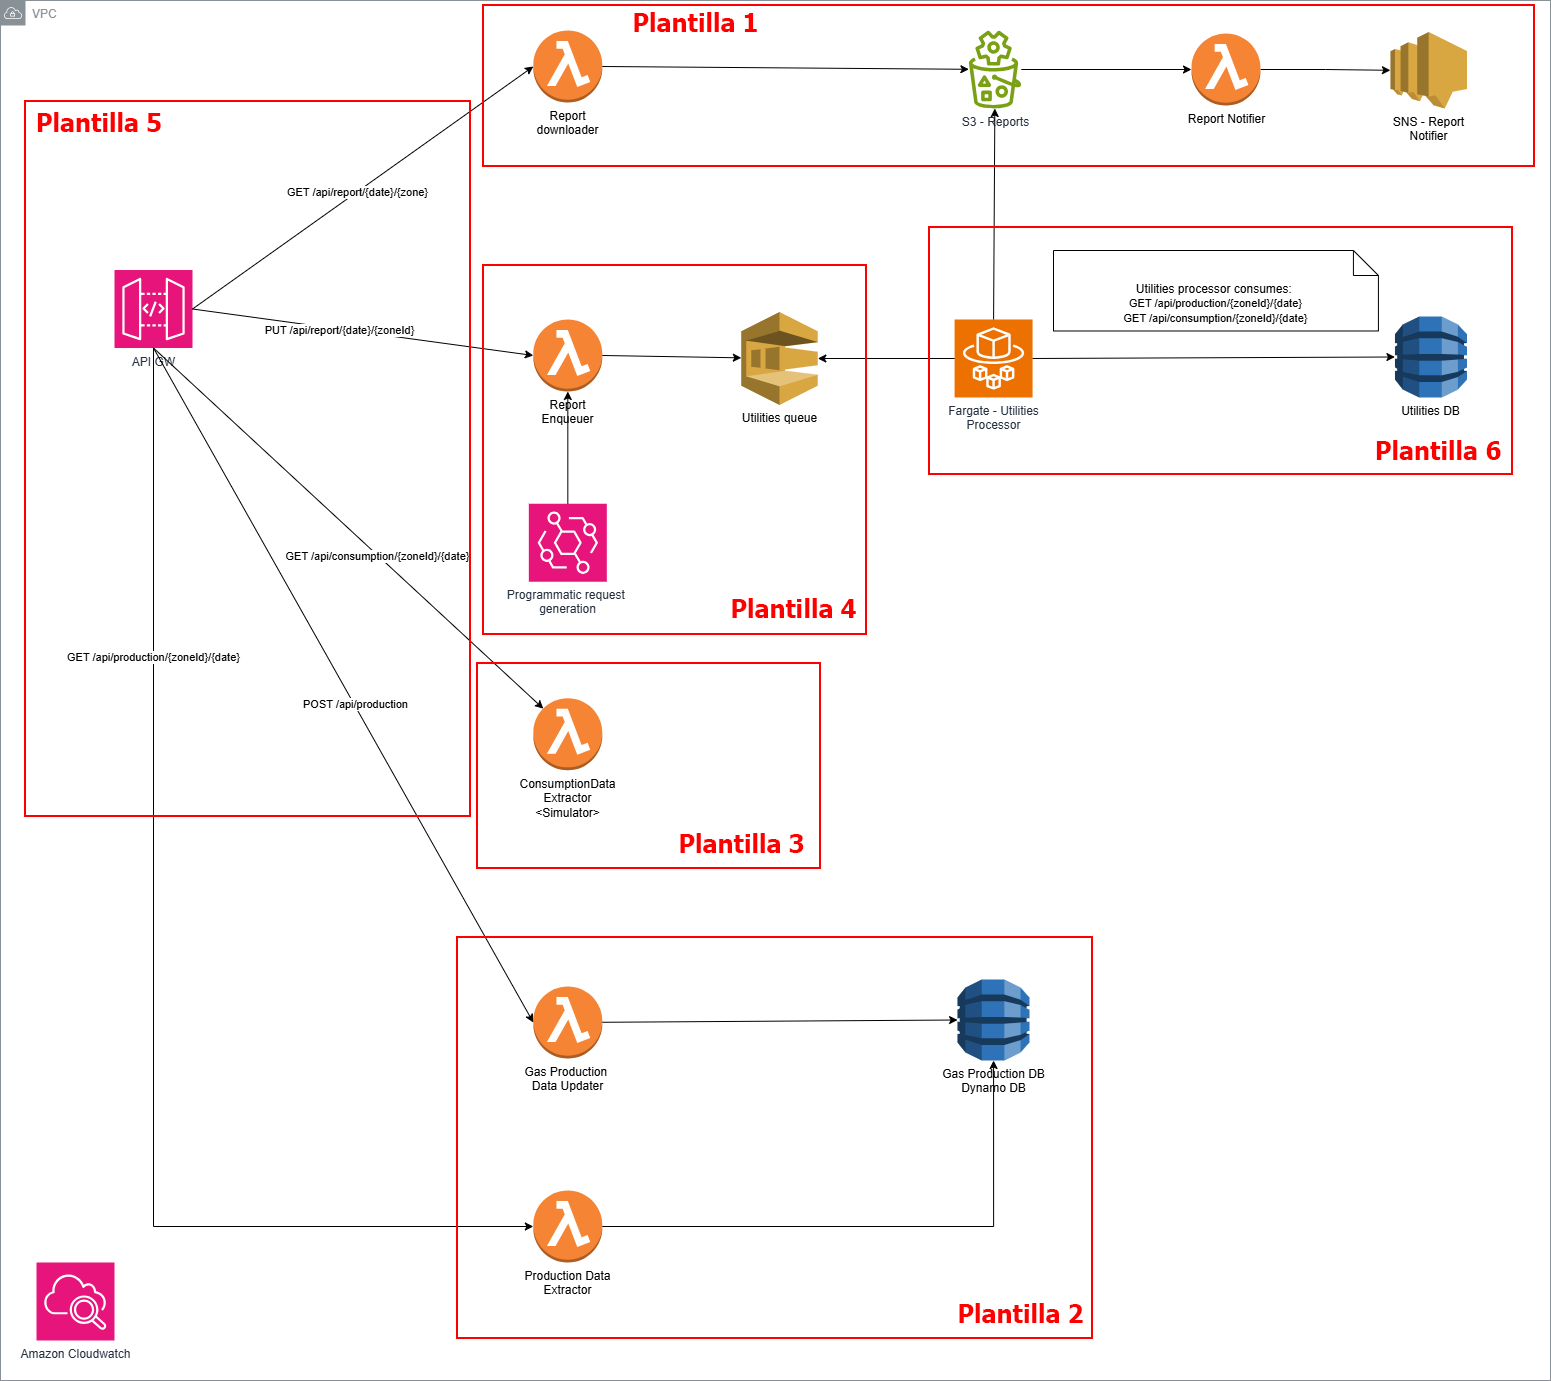 VPC
Plantilla 1
Report
downloader
S3 - Reports
Report Notifier
SNS - Report
Notifier
Plantilla 5
GET /api/report/{date}/{zone}
API GW
PUT /api/report/{date}/{zoneId}
Report
Enqueuer
Utilities queue
Programmatic request
generation
Plantilla 4
Utilities processor consumes:
GET /api/production/{zoneId}/{date}
GET /api/consumption/{zoneId}/{date}
Fargate - Utilities
Processor
Utilities DB
Plantilla 6
GET /api/consumption/{zoneId}/{date}
GET /api/production/{zoneId}/{date}
POST /api/production
ConsumptionData
Extractor
<Simulator>
Plantilla 3
Gas Production
Data Updater
Gas Production DB
Dynamo DB
Production Data
Extractor
Plantilla 2
Amazon Cloudwatch